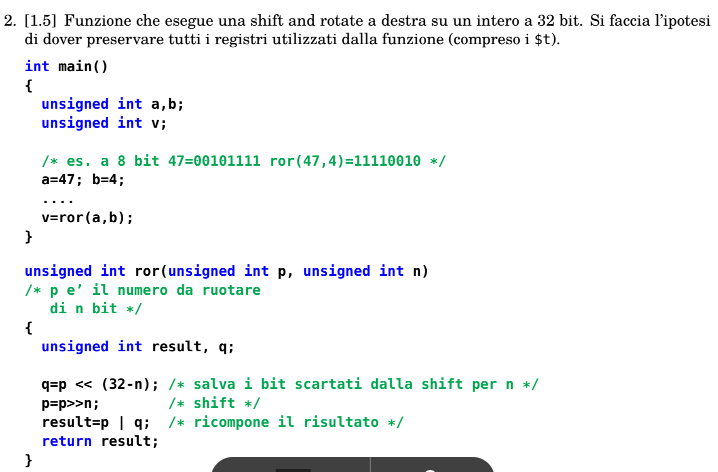 2. [1.5] Funzione che esegue una shift and rotate a destra su un intero a 32 bit. Si faccia l'ipotesi
di dover preservare tutti i registri utilizzati dalla funzione (compreso i $t).
int main()
{
  unsigned int a,b;
  unsigned int v;

  /* es. a 8 bit 47=00101111 ror(47,4)=11110010 */
  a=47; b=4;
  ....
  v=ror(a,b);
}

unsigned int ror(unsigned int p, unsigned int n)
/* p e’ il numero da ruotare
   di n bit */
{
  unsigned int result, q;

  q=p << (32-n); /* salva i bit scartati dalla shift per n */
  p=p>>n;        /* shift */
  result=p | q;  /* ricompone il risultato */
  return result;
}